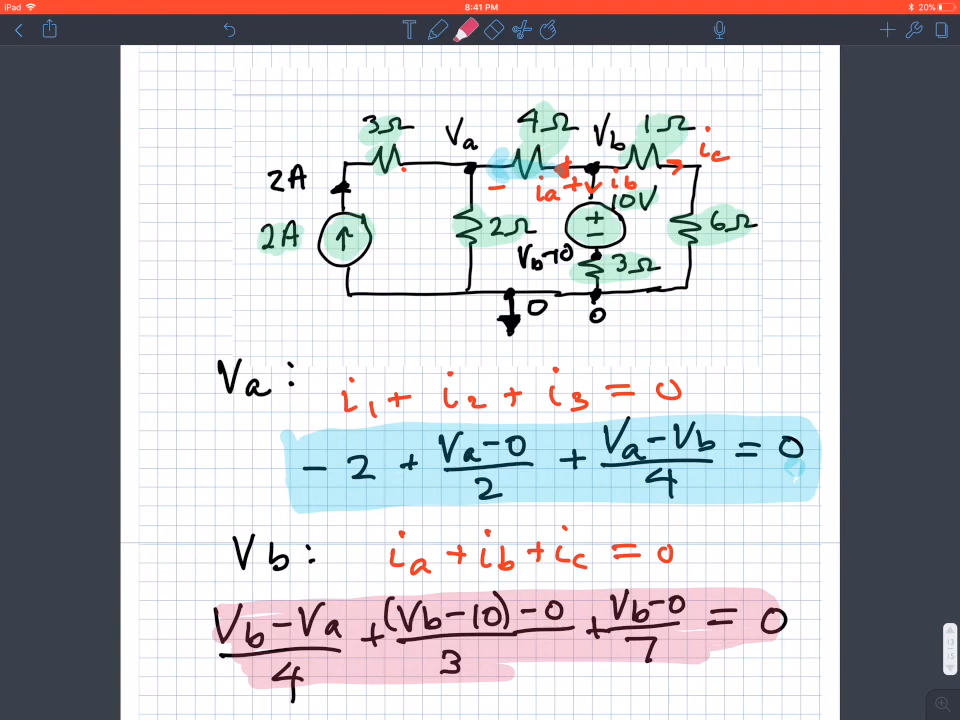 iPad 8:41 PM 20%
T
3Ω Va 4Ω Vb 1Ω ic
2A
- ia + + ib
2A 2Ω + - 10V 6Ω
Vb-10 3Ω
0 0
Va: i1 + i2 + i3 = 0
- 2 + Va-0/2 + Va-Vb/4 = 0
Vb: ia + ib + ic = 0
Vb-Va/4 + (Vb-10)-0/3 + Vb-0/7 = 0